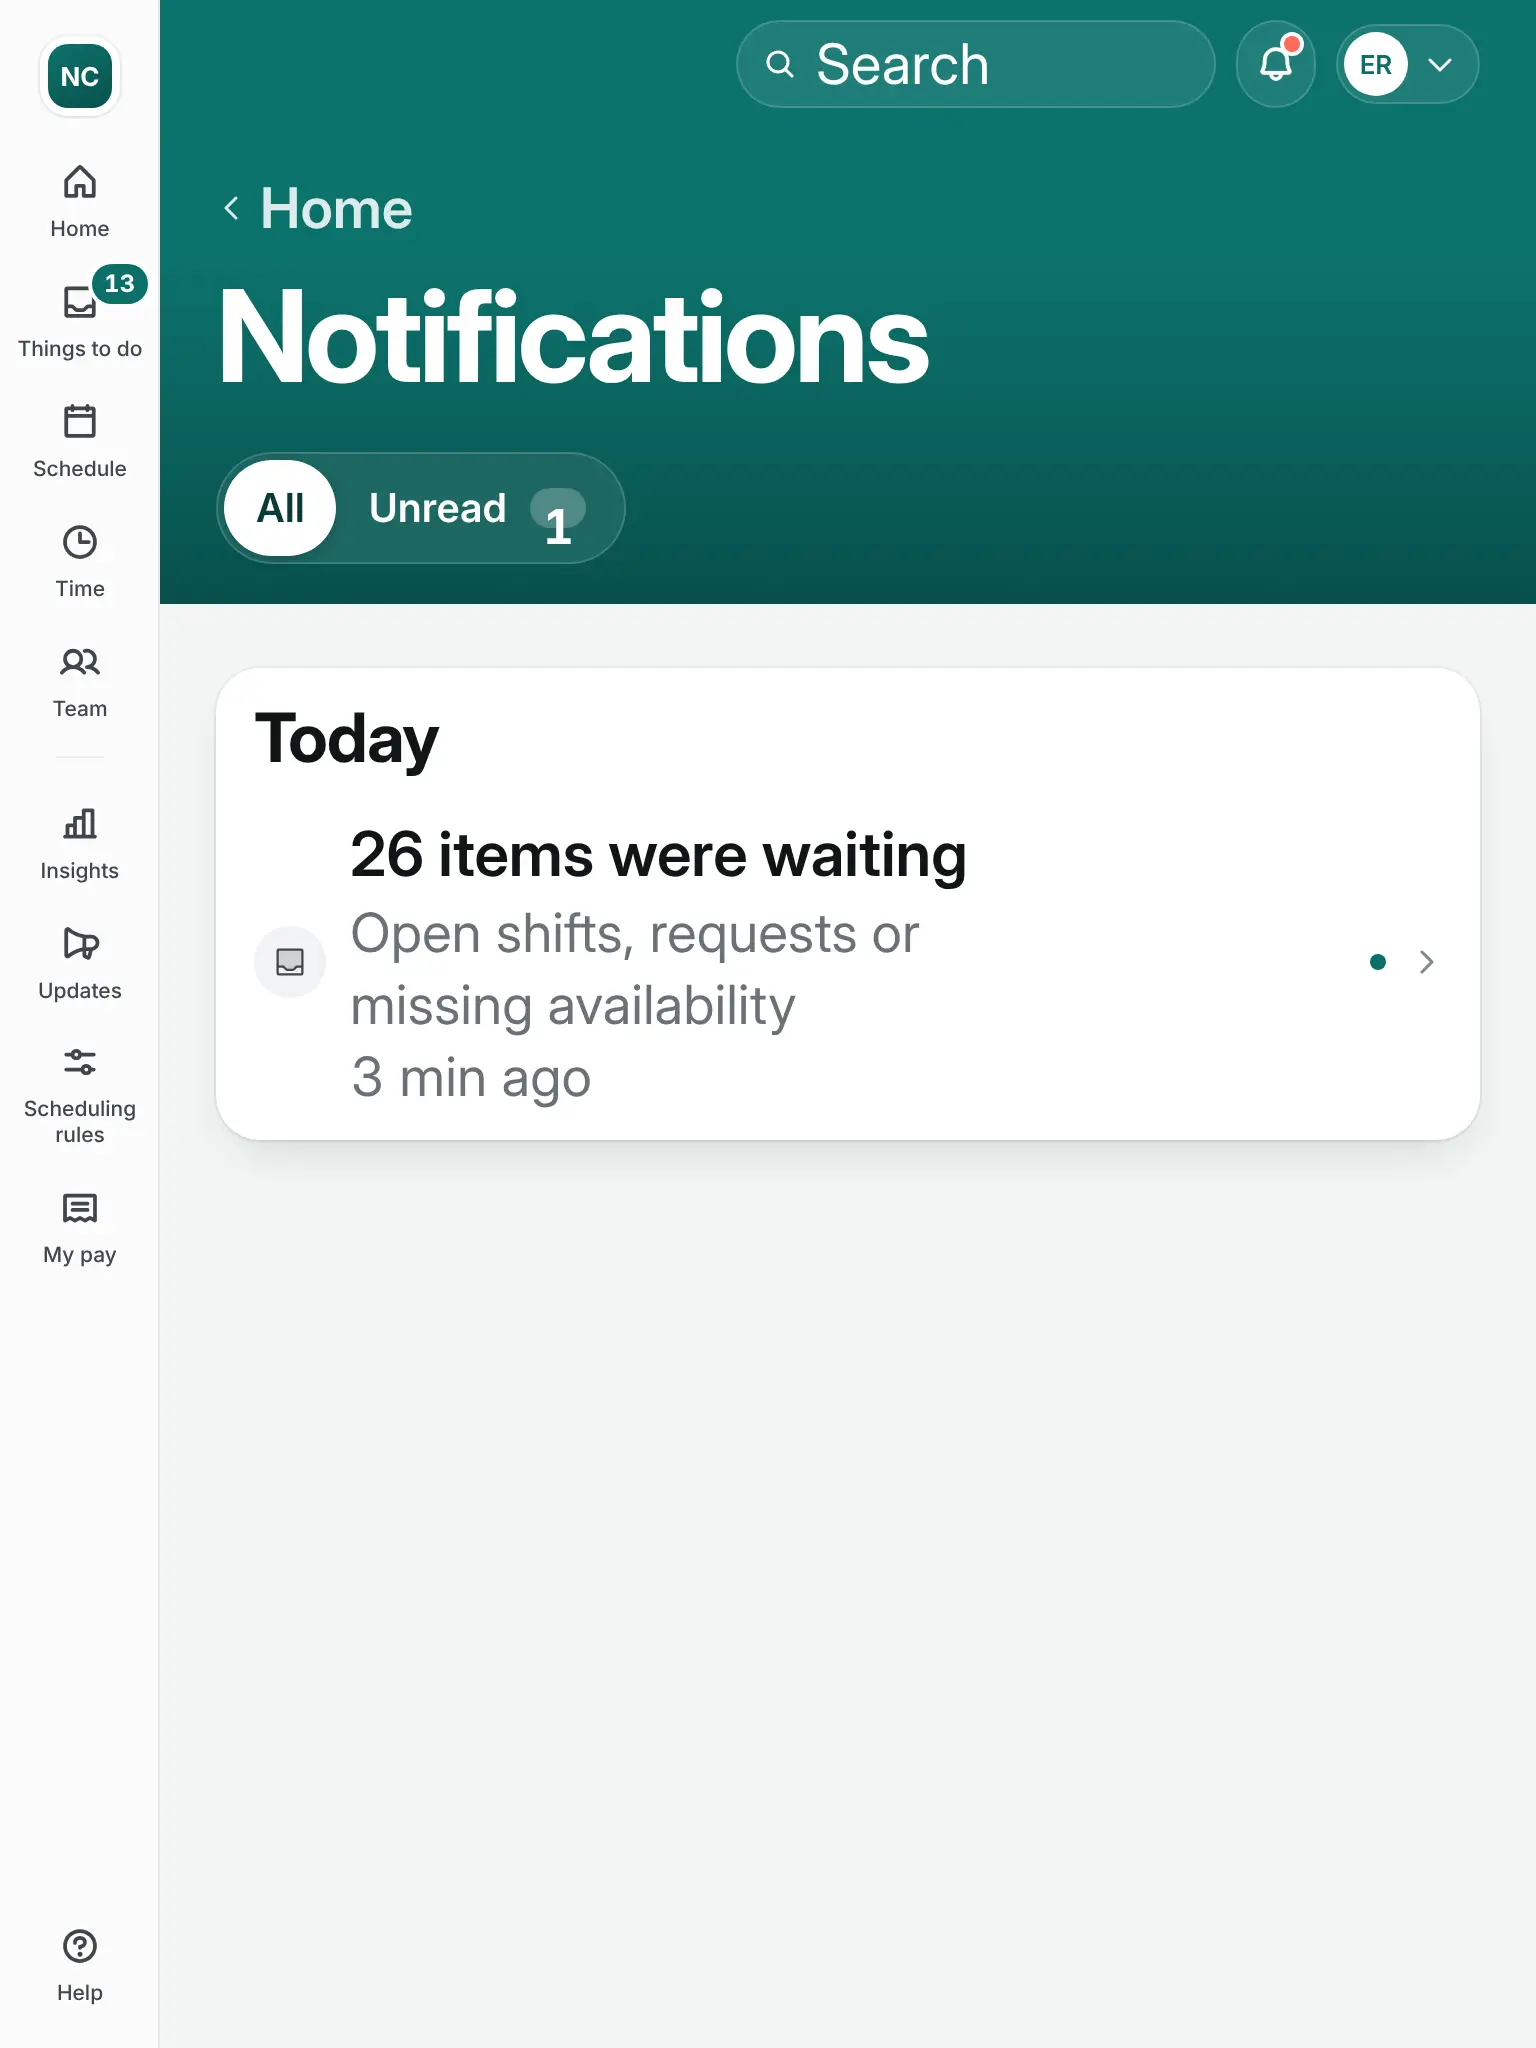 NC
Home
13
Things to do
Schedule
Time
Team
Insights
Updates
Scheduling
rules
My pay
Help
Search
ER
Home
Notifications
All
Unread 1
Today
26 items were waiting
Open shifts, requests or
missing availability
3 min ago